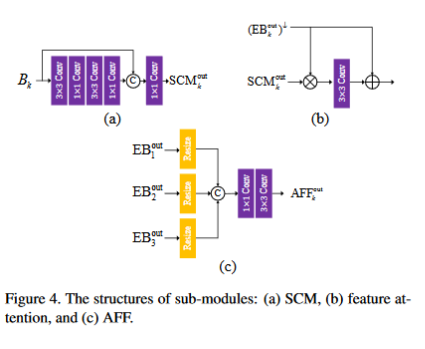 B_k
3×3 Conv
1×1 Conv
3×3 Conv
1×1 Conv
C
1×1 Conv
SCM_k^out
(a)
(EB_k^out)↓
SCM_k^out
3×3 Conv
(b)
EB_1^out
Resize
EB_2^out
Resize
EB_3^out
Resize
C
1×1 Conv
3×3 Conv
AFF_k^out
(c)
Figure 4. The structures of sub-modules: (a) SCM, (b) feature at-
tention, and (c) AFF.